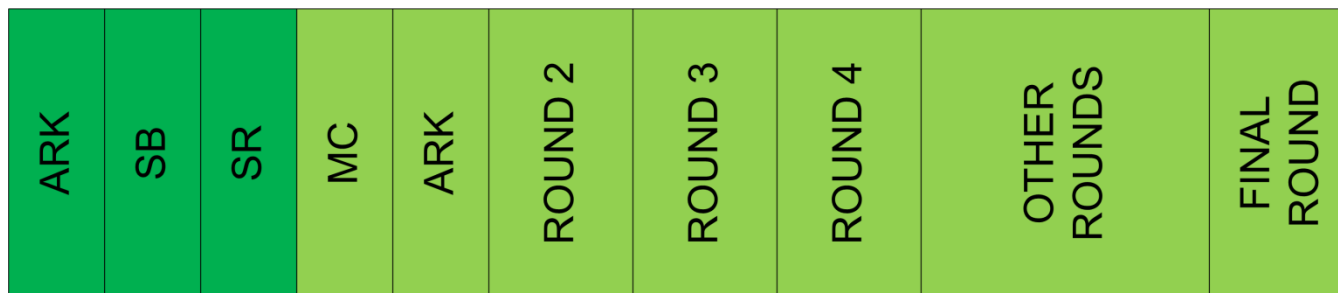 ARK
SB
SR
MC
ARK
ROUND 2
ROUND 3
ROUND 4
OTHER
ROUNDS
FINAL
ROUND